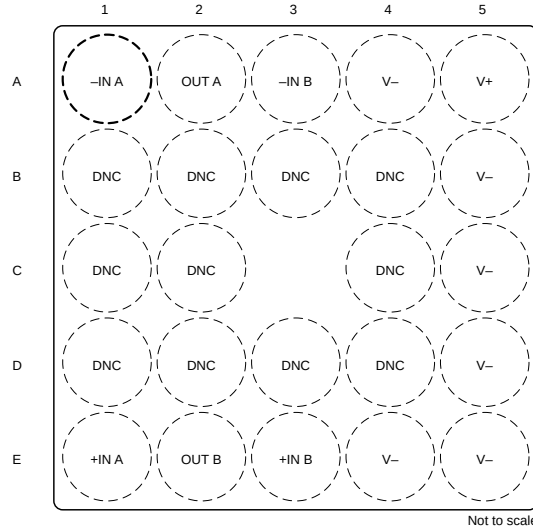 1 2 3 4 5
A –IN A OUT A –IN B V– V+
B DNC DNC DNC DNC V–
C DNC DNC DNC V–
D DNC DNC DNC DNC V–
E +IN A OUT B +IN B V– V–
Not to scale